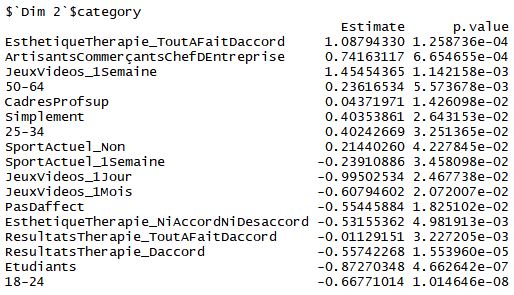 $`Dim 2`$category
Estimate p.value
EsthetiqueTherapie_ToutAFaitDaccord 1.08794330 1.258736e-04
ArtisansCommerçantsChefDEntreprise 0.74163117 6.654655e-04
JeuxVideos_1Semaine 1.45454365 1.142158e-03
50-64 0.23616534 5.573678e-03
CadresProfsup 0.04371971 1.426098e-02
Simplement 0.40353861 2.643153e-02
25-34 0.40242669 3.251365e-02
SportActuel_Non 0.21440260 4.227845e-02
SportActuel_1Semaine -0.23910886 3.458098e-02
JeuxVideos_1Jour -0.99502534 2.467738e-02
JeuxVideos_1Mois -0.60794602 2.072007e-02
PasDaffect -0.55445884 1.825102e-02
EsthetiqueTherapie_NiAccordNiDesaccord -0.53155362 4.981913e-03
ResultatsTherapie_ToutAFaitDaccord -0.01129151 3.227205e-03
ResultatsTherapie_Daccord -0.55742268 1.553960e-05
Etudiants -0.87270348 4.662642e-07
18-24 -0.66771014 1.014646e-08